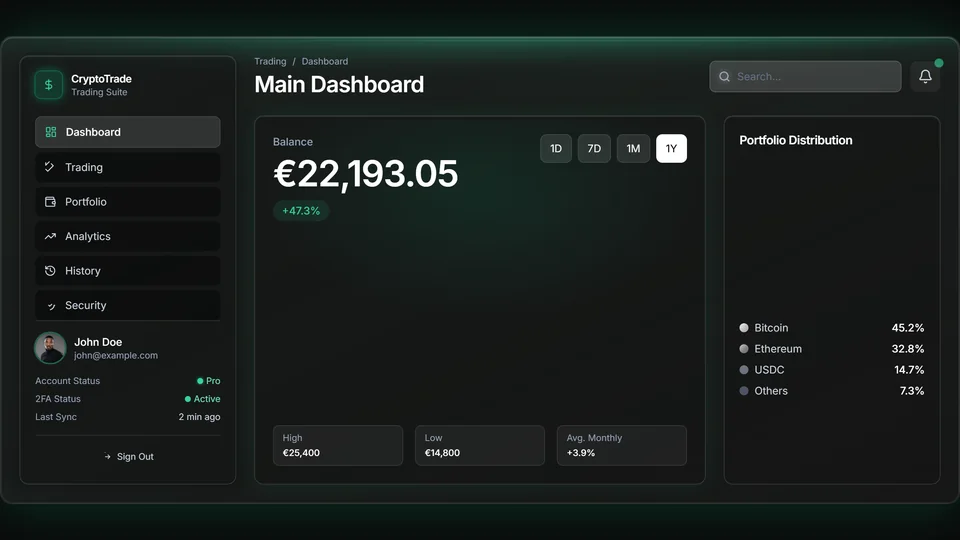 CryptoTrade
Trading Suite
Dashboard
Trading
Portfolio
Analytics
History
Security
John Doe
john@example.com
Account Status Pro
2FA Status Active
Last Sync 2 min ago
Sign Out
Trading / Dashboard
Main Dashboard
Search...
Balance
1D 7D 1M 1Y
€22,193.05
+47.3%
High
€25,400
Low
€14,800
Avg. Monthly
+3.9%
Portfolio Distribution
Bitcoin 45.2%
Ethereum 32.8%
USDC 14.7%
Others 7.3%